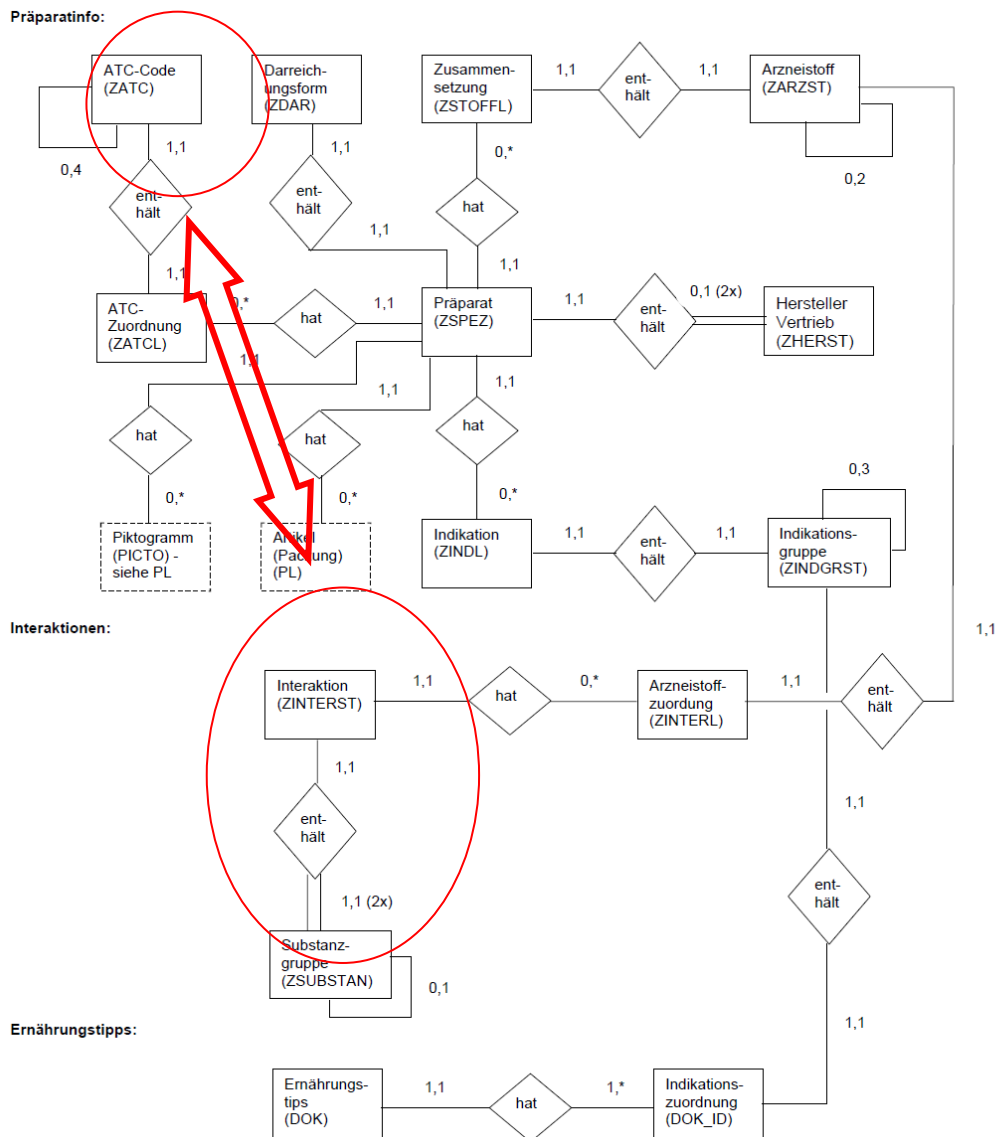 Präparatinfo:
ATC-Code
(ZATC)
Darreich-
ungsform
(ZDAR)
Zusammen-
setzung
(ZSTOFFL)
1,1
ent-
hält
1,1
Arzneistoff
(ZARZST)
0,4
1,1
1,1
0,*
0,2
ent-
hält
ent-
hält
hat
1,1
1,1
1,1
ATC-
Zuordnung
(ZATCL)
0,*
hat
1,1
Präparat
(ZSPEZ)
1,1
ent-
hält
0,1 (2x)
Hersteller
Vertrieb
(ZHERST)
1,1
1,1
1,1
hat
hat
hat
0,*
0,*
0,*
0,3
Piktogramm
(PICTO) -
siehe PL
Artikel
(Packung)
(PL)
Indikation
(ZINDL)
1,1
ent-
hält
1,1
Indikations-
gruppe
(ZINDGRST)
Interaktionen:
1,1
Interaktion
(ZINTERST)
1,1
hat
0,*
Arzneistoff-
zuordung
(ZINTERL)
1,1
ent-
hält
1,1
1,1
ent-
hält
ent-
hält
1,1 (2x)
Substanz-
gruppe
(ZSUBSTAN)
0,1
1,1
Ernährungstipps:
Ernährungs-
tips
(DOK)
1,1
hat
1,*
Indikations-
zuordnung
(DOK_ID)